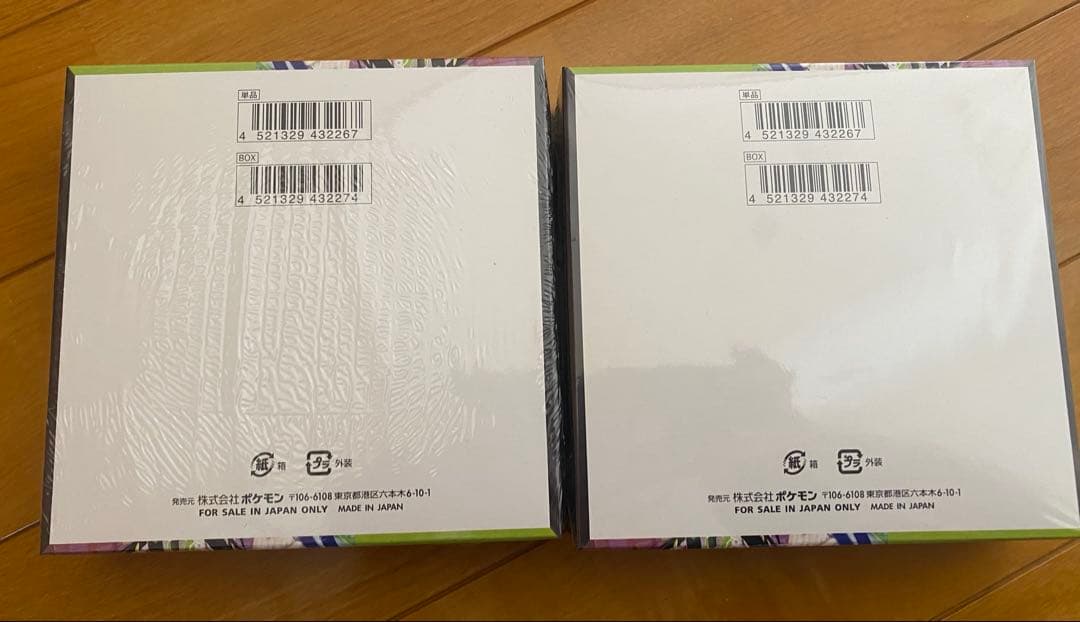 単品
4 521329 432267
BOX
4 521329 432274
紙 箱
プラ 外装
発売元 株式会社ポケモン 〒106-6108 東京都港区六本木6-10-1
FOR SALE IN JAPAN ONLY MADE IN JAPAN
単品
4 521329 432267
BOX
4 521329 432274
紙 箱
プラ 外装
発売元 株式会社ポケモン 〒106-6108 東京都港区六本木6-10-1
FOR SALE IN JAPAN ONLY MADE IN JAPAN